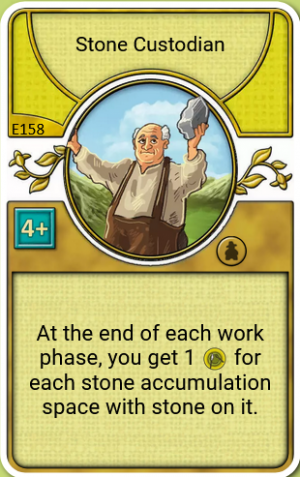 Stone Custodian
E158
4+
At the end of each work
phase, you get 1 for
each stone accumulation
space with stone on it.